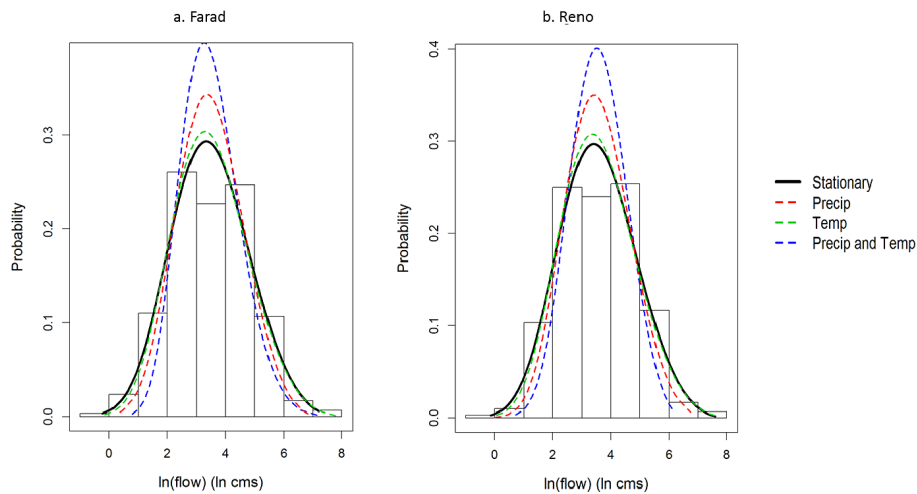 a. Farad
b. Reno
Probability
0.0
0.1
0.2
0.3
0
2
4
6
8
ln(flow) (ln cms)
Probability
0.0
0.1
0.2
0.3
0.4
0
2
4
6
8
ln(flow) (ln cms)
Stationary
Precip
Temp
Precip and Temp